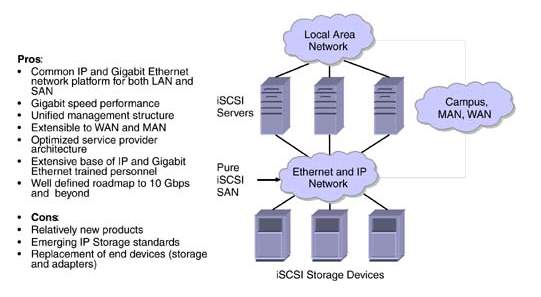 Pros:
• Common IP and Gigabit Ethernet
network platform for both LAN and
SAN
• Gigabit speed performance
• Unified management structure
• Extensible to WAN and MAN
• Optimized service provider
architecture
• Extensive base of IP and Gigabit
Ethernet trained personnel
• Well defined roadmap to 10 Gbps
and beyond
• Cons:
• Relatively new products
• Emerging IP Storage standards
• Replacement of end devices (storage
and adapters)
Local Area
Network
iSCSI
Servers
Campus,
MAN, WAN
Pure
iSCSI
SAN
Ethernet and IP
Network
iSCSI Storage Devices